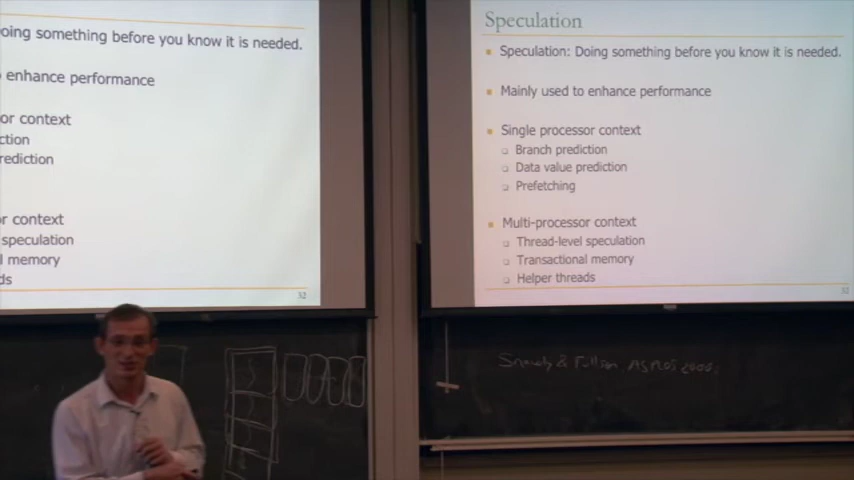 oing something before you know it is needed.
enhance performance
or context
ction
rediction
r context
speculation
l memory
ds
32
Speculation
Speculation: Doing something before you know it is needed.
Mainly used to enhance performance
Single processor context
Branch prediction
Data value prediction
Prefetching
Multi-processor context
Thread-level speculation
Transactional memory
Helper threads
32
& ASPLOS 2000